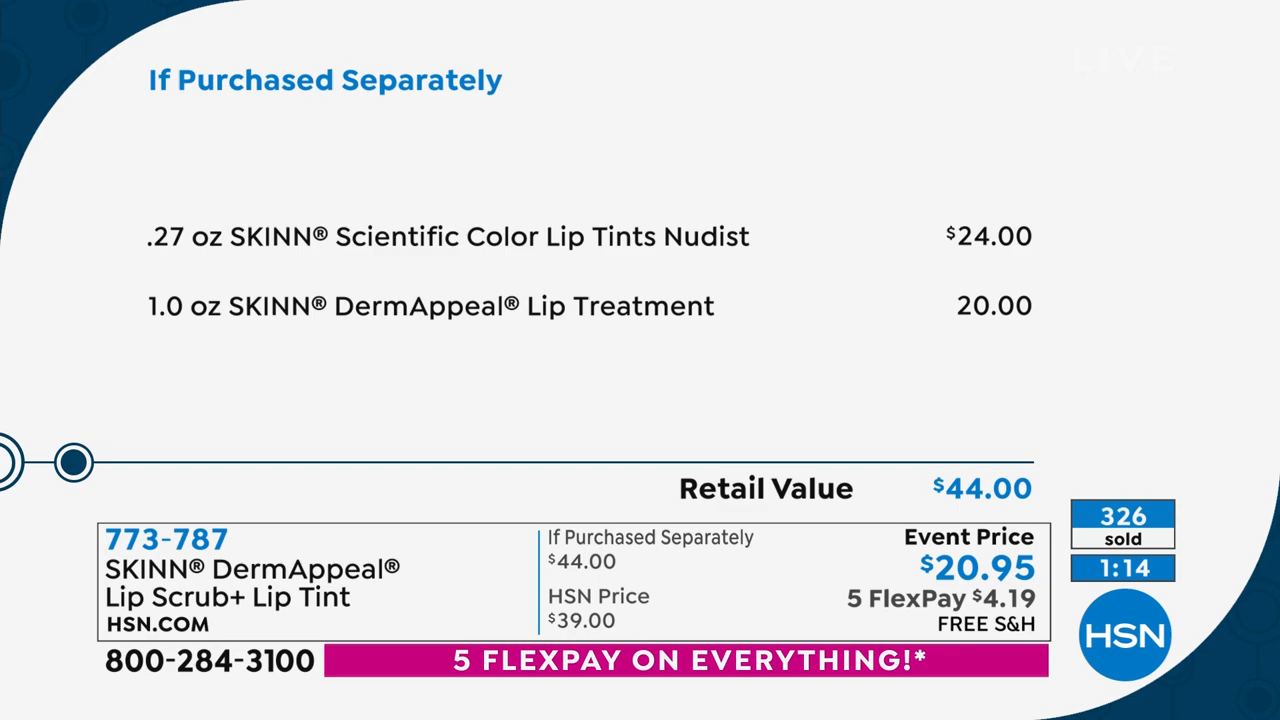 LIVE
If Purchased Separately
.27 oz SKINN® Scientific Color Lip Tints Nudist $24.00
1.0 oz SKINN® DermAppeal® Lip Treatment 20.00
Retail Value $44.00
773-787
SKINN® DermAppeal®
Lip Scrub+ Lip Tint
HSN.COM
If Purchased Separately
$44.00
HSN Price
$39.00
Event Price
$20.95
5 FlexPay $4.19
FREE S&H
326
sold
1:14
HSN
800-284-3100
5 FLEXPAY ON EVERYTHING!*